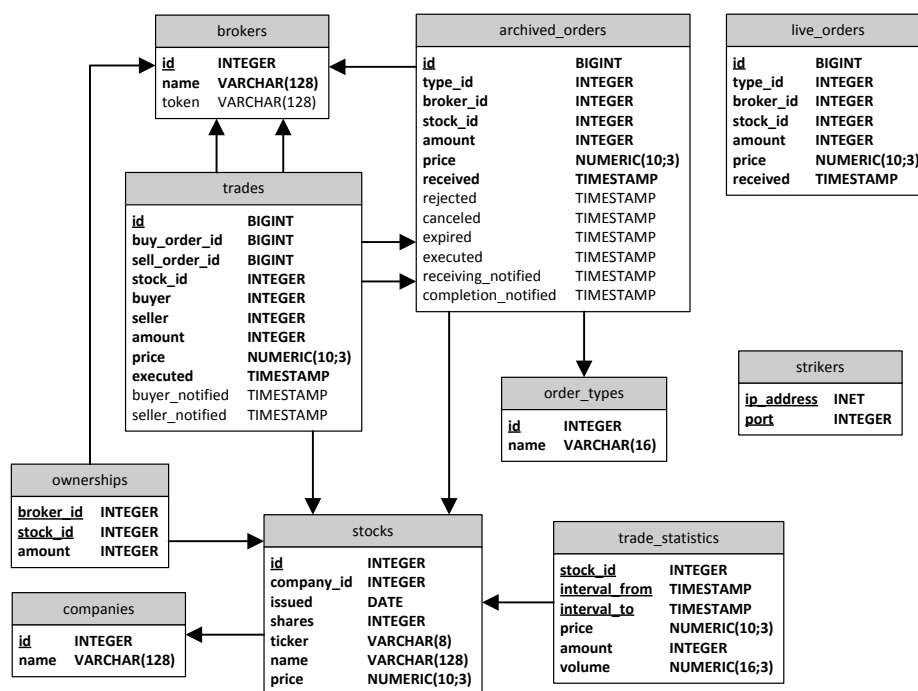 brokers
id INTEGER
name VARCHAR(128)
token VARCHAR(128)
archived_orders
id BIGINT
type_id INTEGER
broker_id INTEGER
stock_id INTEGER
amount INTEGER
price NUMERIC(10;3)
received TIMESTAMP
rejected TIMESTAMP
canceled TIMESTAMP
expired TIMESTAMP
executed TIMESTAMP
receiving_notified TIMESTAMP
completion_notified TIMESTAMP
live_orders
id BIGINT
type_id INTEGER
broker_id INTEGER
stock_id INTEGER
amount INTEGER
price NUMERIC(10;3)
received TIMESTAMP
trades
id BIGINT
buy_order_id BIGINT
sell_order_id BIGINT
stock_id INTEGER
buyer INTEGER
seller INTEGER
amount INTEGER
price NUMERIC(10;3)
executed TIMESTAMP
buyer_notified TIMESTAMP
seller_notified TIMESTAMP
order_types
id INTEGER
name VARCHAR(16)
strikers
ip_address INET
port INTEGER
ownerships
broker_id INTEGER
stock_id INTEGER
amount INTEGER
stocks
id INTEGER
company_id INTEGER
issued DATE
shares INTEGER
ticker VARCHAR(8)
name VARCHAR(128)
price NUMERIC(10;3)
trade_statistics
stock_id INTEGER
interval_from TIMESTAMP
interval_to TIMESTAMP
price NUMERIC(10;3)
amount INTEGER
volume NUMERIC(16;3)
companies
id INTEGER
name VARCHAR(128)